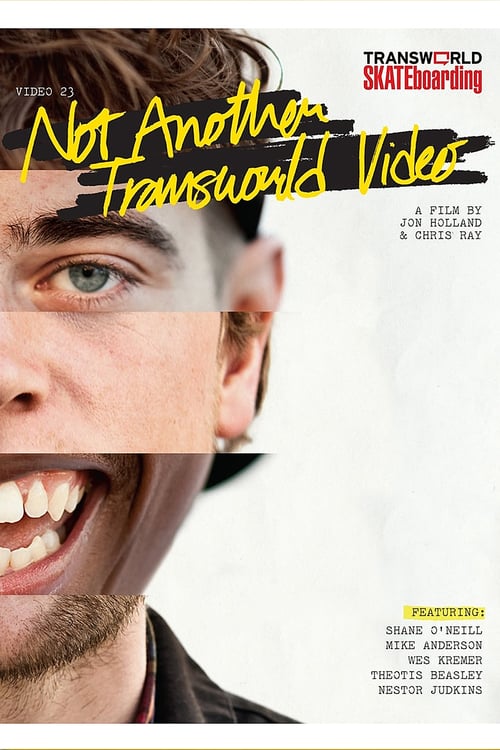 TRANSWORLD
SKATEboarding
VIDEO 23
Not Another
Transworld Video
A FILM BY
JON HOLLAND
& CHRIS RAY
FEATURING:
SHANE O'NEILL
MIKE ANDERSON
WES KREMER
THEOTIS BEASLEY
NESTOR JUDKINS